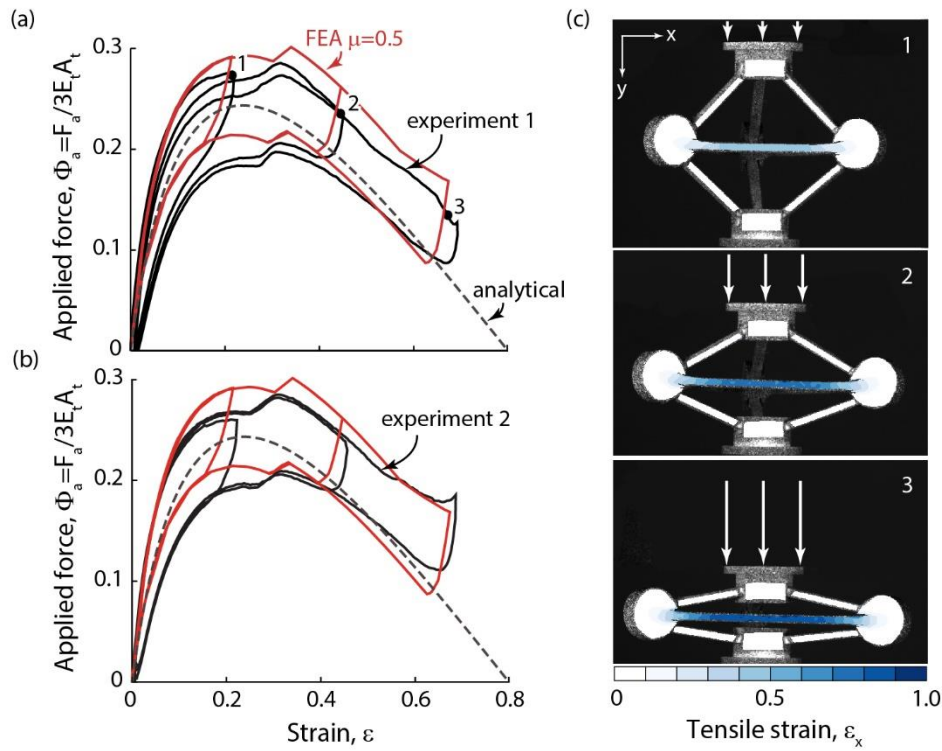 (a)
Applied force, Φₐ=Fₐ/3EₜAₜ
0.3
0.2
0.1
0
FEA μ=0.5
1
2
experiment 1
3
analytical
(b)
Applied force, Φₐ=Fₐ/3EₜAₜ
0.3
0.2
0.1
0
experiment 2
0
0.2
0.4
0.6
0.8
Strain, ε
(c)
x
y
1
2
3
0
0.5
1.0
Tensile strain, εₓ